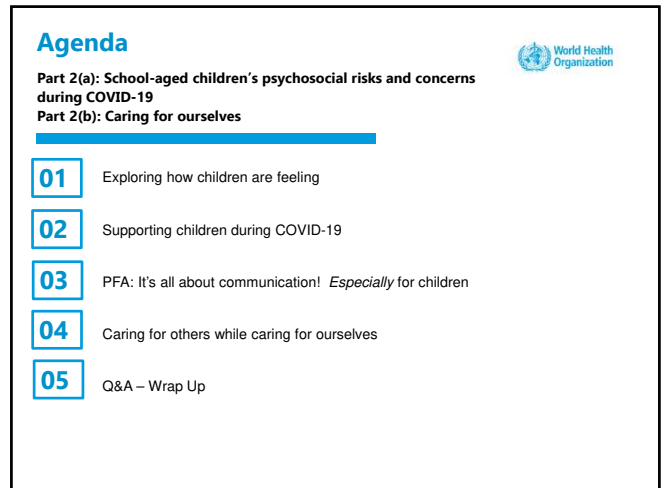 Agenda
World Health
Organization
Part 2(a): School-aged children's psychosocial risks and concerns
during COVID-19
Part 2(b): Caring for ourselves
01 Exploring how children are feeling
02 Supporting children during COVID-19
03 PFA: It's all about communication! Especially for children
04 Caring for others while caring for ourselves
05 Q&A – Wrap Up